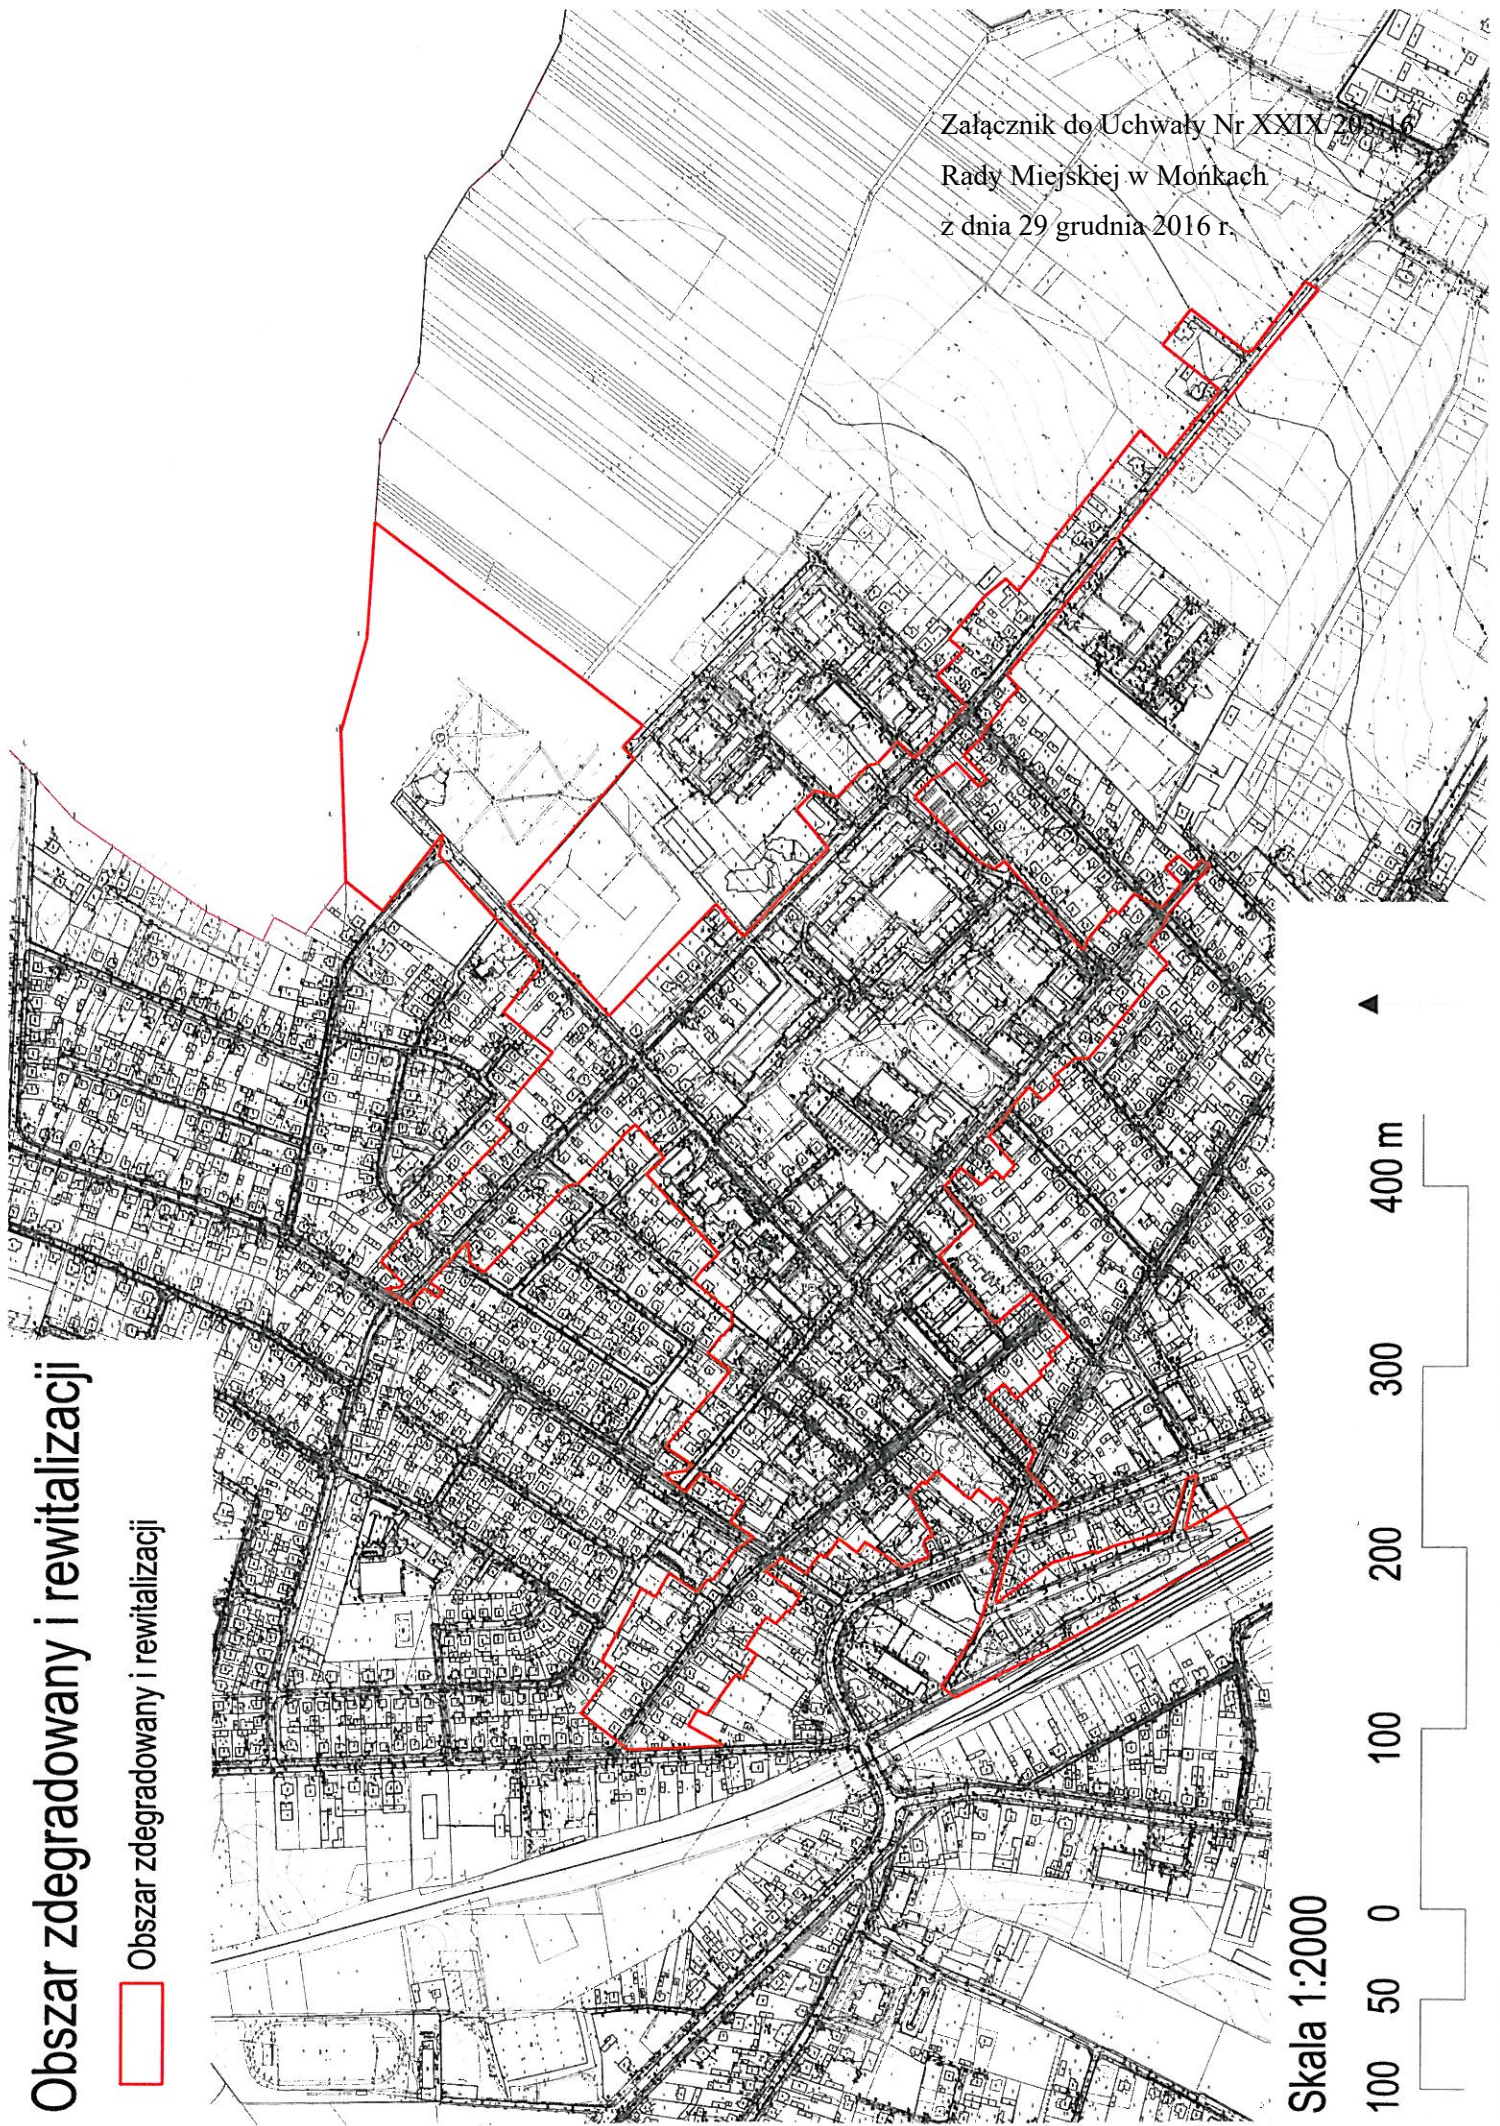 Obszar zdegradowany i rewitalizacji
Obszar zdegradowany i rewitalizacji
Załącznik do Uchwały Nr XXIX/205/16
Rady Miejskiej w Mońkach
z dnia 29 grudnia 2016 r.
Skala 1:2000
100 50 0 100 200 300 400 m